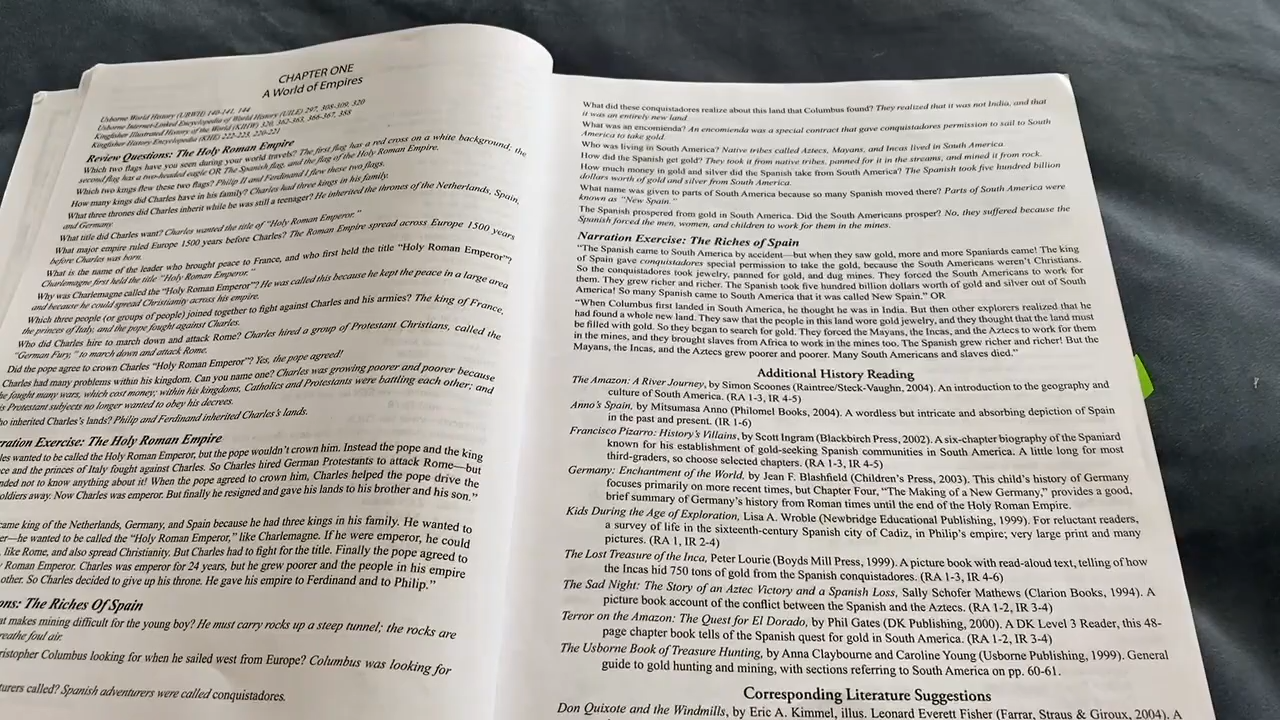 CHAPTER ONE
A World of Empires
Usborne World History (URWH) 140-141, 144
Usborne Internet-Linked Encyclopedia of World History (UILE) 297, 308-309, 320
Kingfisher Illustrated History of the World (KIHW) 320, 362-363, 366-367, 388
Kingfisher History Encyclopedia (KHE) 222-223, 220-221
Review Questions: The Holy Roman Empire
Which two flags have you seen during your world travels? The first flag has a red cross on a white background; the
second flag has a two-headed eagle OR The Spanish flag, and the flag of the Holy Roman Empire.
Which two kings flew these two flags? Philip II and Ferdinand I flew these two flags.
How many kings did Charles have in his family? Charles had three kings in his family.
What three thrones did Charles inherit while he was still a teenager? He inherited the thrones of the Netherlands, Spain,
and Germany.
What title did Charles want? Charles wanted the title of "Holy Roman Emperor."
What major empire ruled Europe 1500 years before Charles? The Roman Empire spread across Europe 1500 years
before Charles was born.
What is the name of the leader who brought peace to France, and who first held the title "Holy Roman Emperor"?
Charlemagne first held the title "Holy Roman Emperor."
Why was Charlemagne called the "Holy Roman Emperor"? He was called this because he kept the peace in a large area
and because he could spread Christianity across his empire.
Which three people (or groups of people) joined together to fight against Charles and his armies? The king of France,
the princes of Italy, and the pope fought against Charles.
Who did Charles hire to march down and attack Rome? Charles hired a group of Protestant Christians, called the
"German Fury," to march down and attack Rome.
Did the pope agree to crown Charles "Holy Roman Emperor"? Yes, the pope agreed!
Charles had many problems within his kingdom. Can you name one? Charles was growing poorer and poorer because
he fought many wars, which cost money; within his kingdoms, Catholics and Protestants were battling each other; and
is Protestant subjects no longer wanted to obey his decrees.
ho inherited Charles's lands? Philip and Ferdinand inherited Charles's lands.
rration Exercise: The Holy Roman Empire
les wanted to be called the Holy Roman Emperor, but the pope wouldn't crown him. Instead the pope and the king
ce and the princes of Italy fought against Charles. So Charles hired German Protestants to attack Rome—but
nded not to know anything about it! When the pope agreed to crown him, Charles helped the pope drive the
oldiers away. Now Charles was emperor. But finally he resigned and gave his lands to his brother and his son."
came king of the Netherlands, Germany, and Spain because he had three kings in his family. He wanted to
er—he wanted to be called the "Holy Roman Emperor," like Charlemagne. If he were emperor, he could
like Rome, and also spread Christianity. But Charles had to fight for the title. Finally the pope agreed to
y Roman Emperor. Charles was emperor for 24 years, but he grew poorer and the people in his empire
other. So Charles decided to give up his throne. He gave his empire to Ferdinand and to Philip."
ons: The Riches Of Spain
at makes mining difficult for the young boy? He must carry rocks up a steep tunnel; the rocks are
reathe foul air.
ristopher Columbus looking for when he sailed west from Europe? Columbus was looking for
turers called? Spanish adventurers were called conquistadores.
What did these conquistadores realize about this land that Columbus found? They realized that it was not India, and that
it was an entirely new land.
What was an encomienda? An encomienda was a special contract that gave conquistadores permission to sail to South
America to take gold.
Who was living in South America? Native tribes called Aztecs, Mayans, and Incas lived in South America.
How did the Spanish get gold? They took it from native tribes, panned for it in the streams, and mined it from rock.
How much money in gold and silver did the Spanish take from South America? The Spanish took five hundred billion
dollars worth of gold and silver from South America.
What name was given to parts of South America because so many Spanish moved there? Parts of South America were
known as "New Spain."
The Spanish prospered from gold in South America. Did the South Americans prosper? No, they suffered because the
Spanish forced the men, women, and children to work for them in the mines.
Narration Exercise: The Riches of Spain
"The Spanish came to South America by accident—but when they saw gold, more and more Spaniards came! The king
of Spain gave conquistadores special permission to take the gold, because the South Americans weren't Christians.
So the conquistadores took jewelry, panned for gold, and dug mines. They forced the South Americans to work for
them. They grew richer and richer. The Spanish took five hundred billion dollars worth of gold and silver out of South
America! So many Spanish came to South America that it was called New Spain." OR
"When Columbus first landed in South America, he thought he was in India. But then other explorers realized that he
had found a whole new land. They saw that the people in this land wore gold jewelry, and they thought that the land must
be filled with gold. So they began to search for gold. They forced the Mayans, the Incas, and the Aztecs to work for them
in the mines, and they brought slaves from Africa to work in the mines too. The Spanish grew richer and richer! But the
Mayans, the Incas, and the Aztecs grew poorer and poorer. Many South Americans and slaves died."
Additional History Reading
The Amazon: A River Journey, by Simon Scoones (Raintree/Steck-Vaughn, 2004). An introduction to the geography and
culture of South America. (RA 1-3, IR 4-5)
Anno's Spain, by Mitsumasa Anno (Philomel Books, 2004). A wordless but intricate and absorbing depiction of Spain
in the past and present. (IR 1-6)
Francisco Pizarro: History's Villains, by Scott Ingram (Blackbirch Press, 2002). A six-chapter biography of the Spaniard
known for his establishment of gold-seeking Spanish communities in South America. A little long for most
third-graders, so choose selected chapters. (RA 1-3, IR 4-5)
Germany: Enchantment of the World, by Jean F. Blashfield (Children's Press, 2003). This child's history of Germany
focuses primarily on more recent times, but Chapter Four, "The Making of a New Germany," provides a good,
brief summary of Germany's history from Roman times until the end of the Holy Roman Empire.
Kids During the Age of Exploration, Lisa A. Wroble (Newbridge Educational Publishing, 1999). For reluctant readers,
a survey of life in the sixteenth-century Spanish city of Cadiz, in Philip's empire; very large print and many
pictures. (RA 1, IR 2-4)
The Lost Treasure of the Inca, Peter Lourie (Boyds Mill Press, 1999). A picture book with read-aloud text, telling of how
the Incas hid 750 tons of gold from the Spanish conquistadores. (RA 1-3, IR 4-6)
The Sad Night: The Story of an Aztec Victory and a Spanish Loss, Sally Schofer Mathews (Clarion Books, 1994). A
picture book account of the conflict between the Spanish and the Aztecs. (RA 1-2, IR 3-4)
Terror on the Amazon: The Quest for El Dorado, by Phil Gates (DK Publishing, 2000). A DK Level 3 Reader, this 48-
page chapter book tells of the Spanish quest for gold in South America. (RA 1-2, IR 3-4)
The Usborne Book of Treasure Hunting, by Anna Claybourne and Caroline Young (Usborne Publishing, 1999). General
guide to gold hunting and mining, with sections referring to South America on pp. 60-61.
Corresponding Literature Suggestions
Don Quixote and the Windmills, by Eric A. Kimmel, illus. Leonard Everett Fisher (Farrar, Straus & Giroux, 2004). A